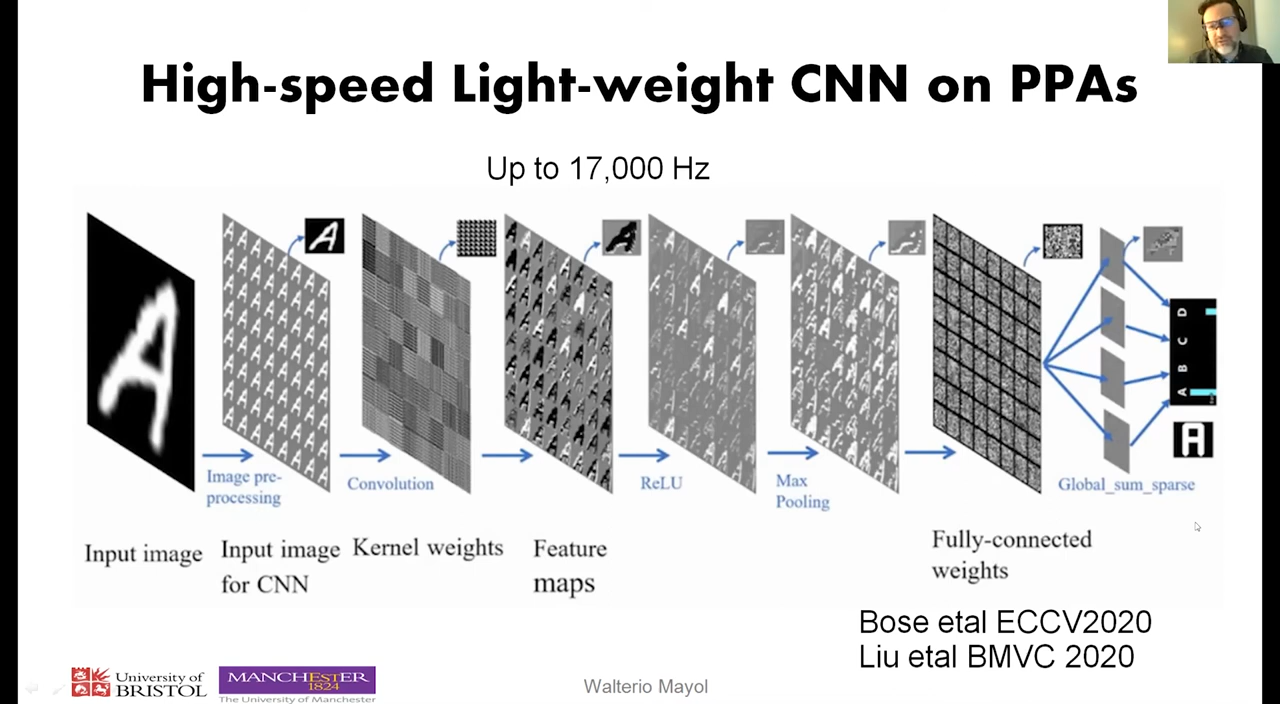 High-speed Light-weight CNN on PPAs
Up to 17,000 Hz
Image pre-
processing
Convolution
ReLU
Max
Pooling
Global_sum_sparse
A B C D
A
Input image
Input image
for CNN
Kernel weights
Feature
maps
Fully-connected
weights
Bose etal ECCV2020
Liu etal BMVC 2020
University of
BRISTOL
MANCHESTER
1824
The University of Manchester
Walterio Mayol